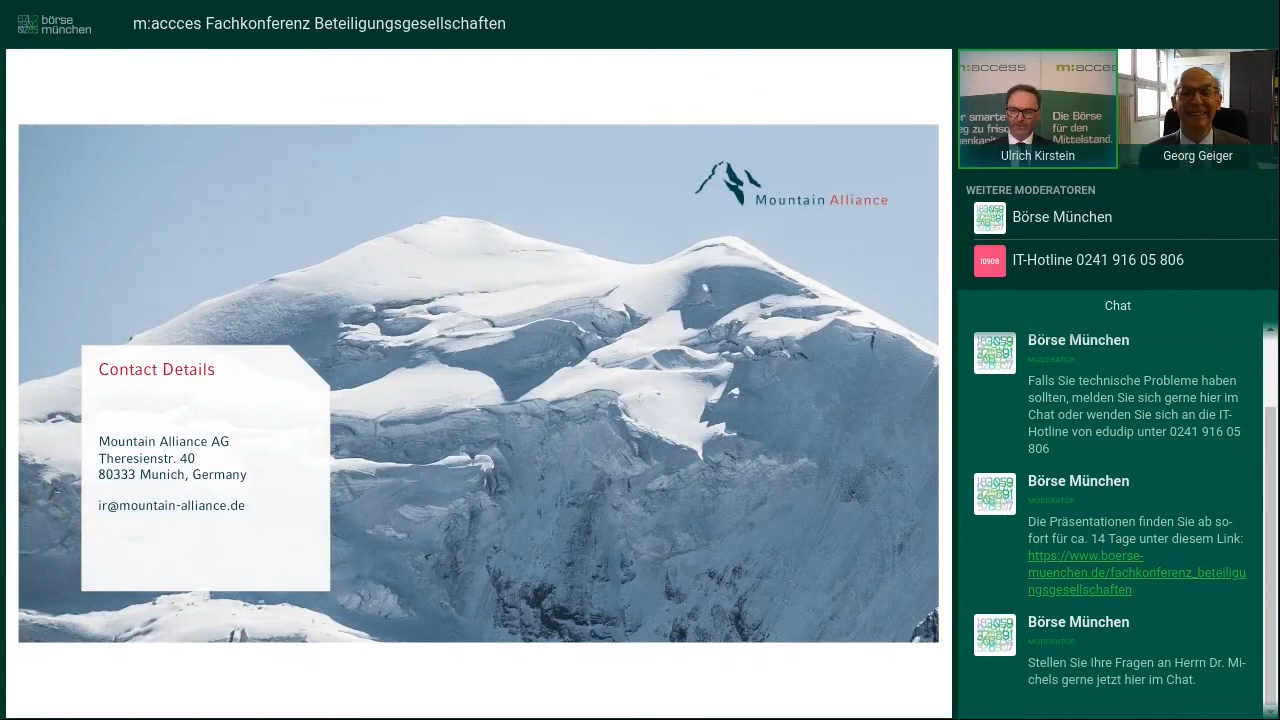 börse
münchen
m:accces Fachkonferenz Beteiligungsgesellschaften
Mountain Alliance
Contact Details
Mountain Alliance AG
Theresienstr. 40
80333 Munich, Germany
ir@mountain-alliance.de
m:access
Die Börse
für den
Mittelstand.
Ulrich Kirstein
Georg Geiger
WEITERE MODERATOREN
Börse München
I0908
IT-Hotline 0241 916 05 806
Chat
Börse München
MODERATOR
Falls Sie technische Probleme haben
sollten, melden Sie sich gerne hier im
Chat oder wenden Sie sich an die IT-
Hotline von edudip unter 0241 916 05
806
Börse München
MODERATOR
Die Präsentationen finden Sie ab so-
fort für ca. 14 Tage unter diesem Link:
https://www.boerse-
muenchen.de/fachkonferenz_beteiligu
ngsgesellschaften
Börse München
MODERATOR
Stellen Sie Ihre Fragen an Herrn Dr. Mi-
chels gerne jetzt hier im Chat.